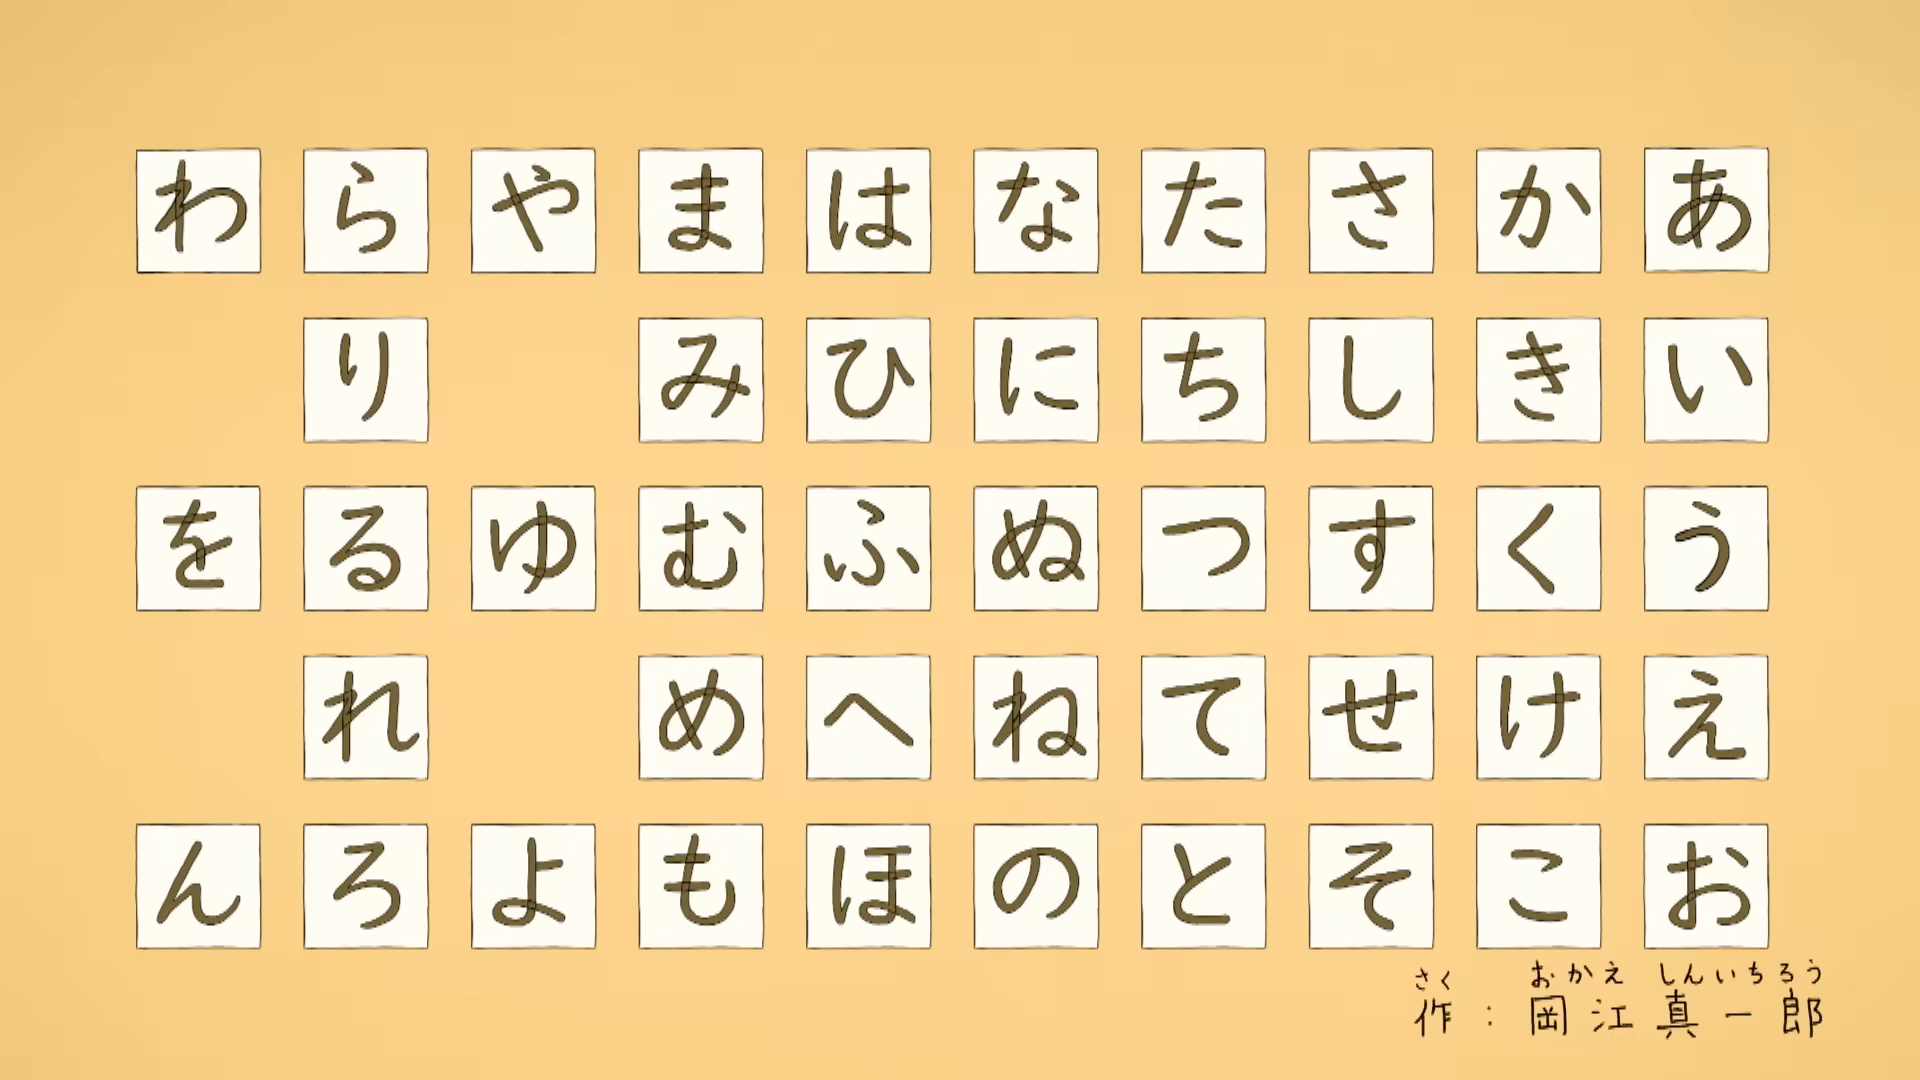 あいうえお
かきくけこ
さしすせそ
たちつてと
なにぬねの
はひふへほ
まみむめも
やゆよ
らりるれろ
わをん
さく おかえ しんいちろう
作：岡江真一郎